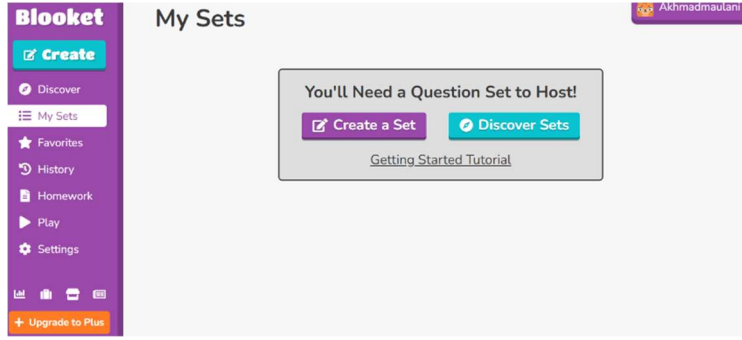 Blooket
Create
Discover
My Sets
Favorites
History
Homework
Play
Settings
+ Upgrade to Plus
My Sets
Akhmadmaulani
You'll Need a Question Set to Host!
Create a Set
Discover Sets
Getting Started Tutorial